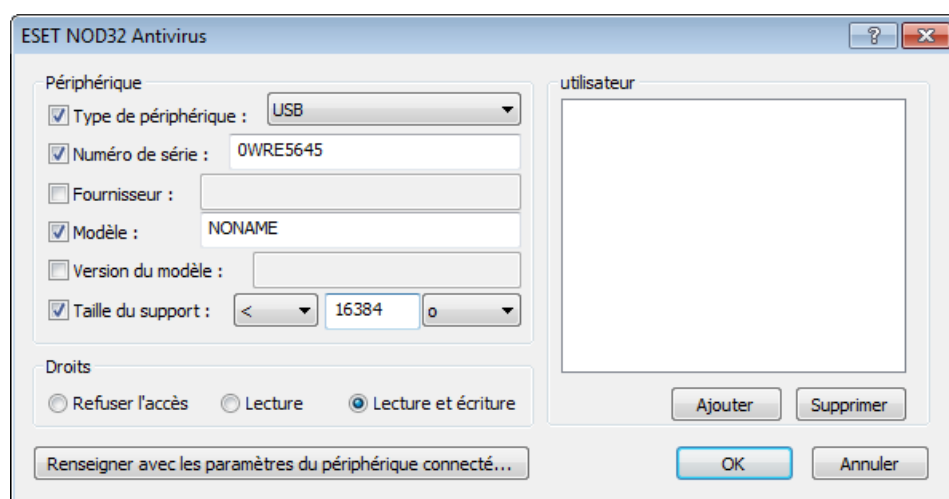 ESET NOD32 Antivirus
Périphérique
Type de périphérique : USB
Numéro de série : 0WRE5645
Fournisseur :
Modèle : NONAME
Version du modèle :
Taille du support : < 16384 o
Droits
Refuser l'accès Lecture Lecture et écriture
Renseigner avec les paramètres du périphérique connecté...
utilisateur
Ajouter Supprimer
OK Annuler